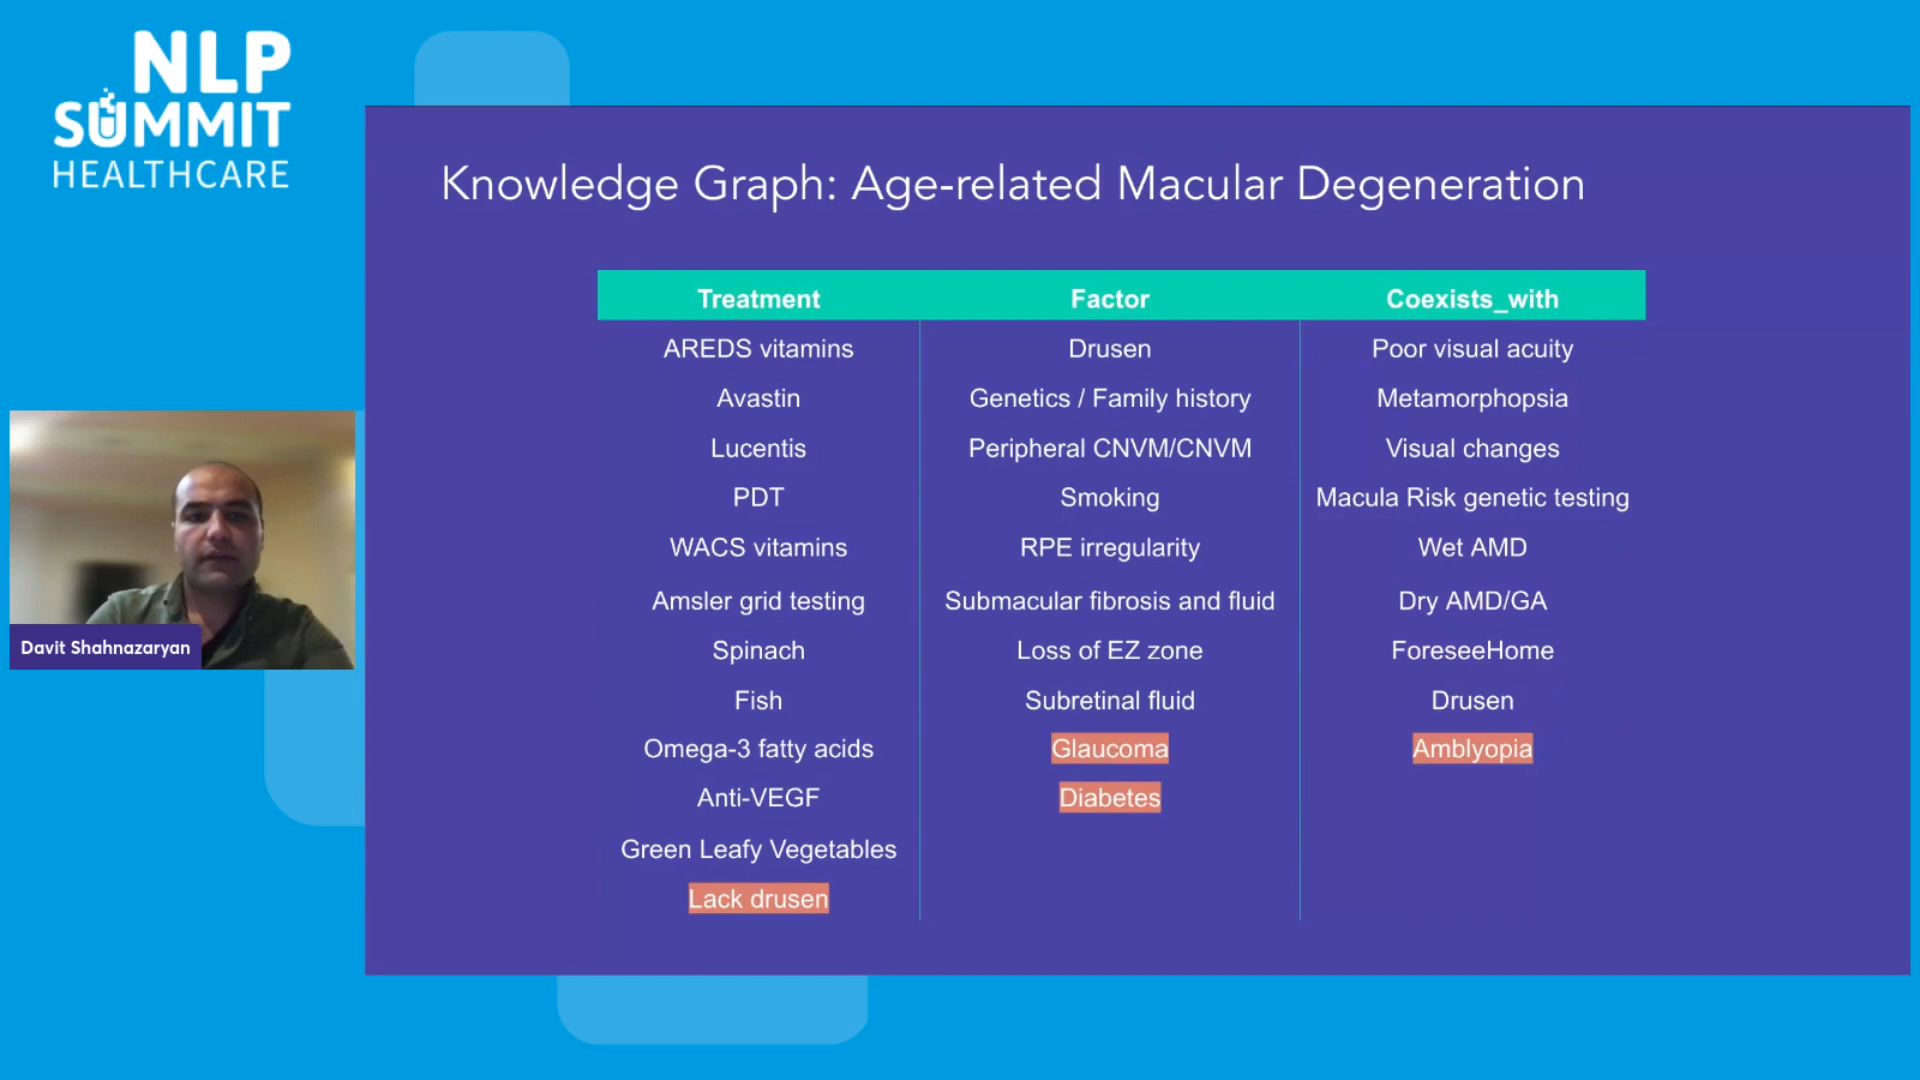 NLP
SUMMIT
HEALTHCARE
Knowledge Graph: Age-related Macular Degeneration
Treatment Factor Coexists_with
AREDS vitamins Drusen Poor visual acuity
Avastin Genetics / Family history Metamorphopsia
Lucentis Peripheral CNVM/CNVM Visual changes
PDT Smoking Macula Risk genetic testing
WACS vitamins RPE irregularity Wet AMD
Amsler grid testing Submacular fibrosis and fluid Dry AMD/GA
Spinach Loss of EZ zone ForeseeHome
Fish Subretinal fluid Drusen
Omega-3 fatty acids Glaucoma Amblyopia
Anti-VEGF Diabetes
Green Leafy Vegetables
Lack drusen
Davit Shahnazaryan